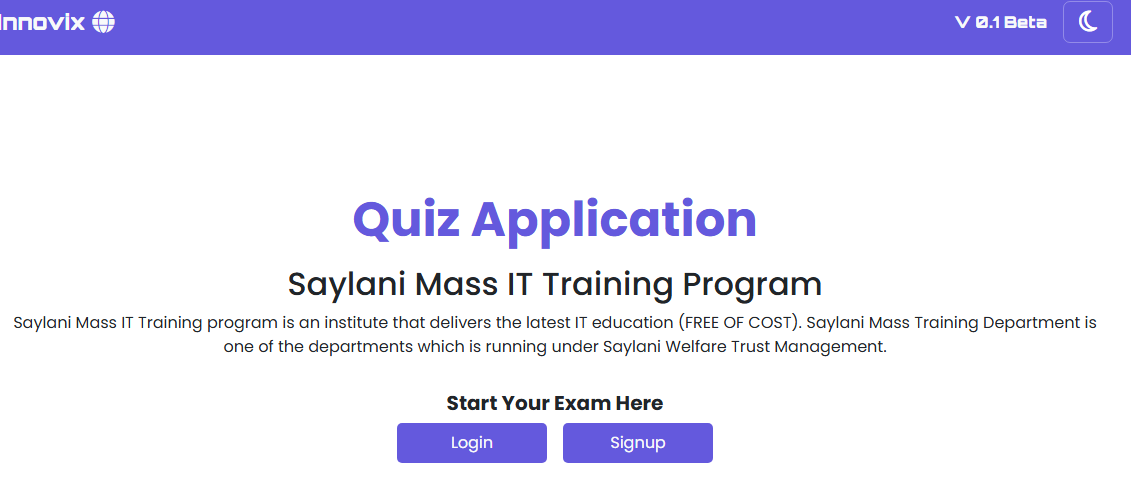 Innovix
V 0.1 Beta
Quiz Application
Saylani Mass IT Training Program
Saylani Mass IT Training program is an institute that delivers the latest IT education (FREE OF COST). Saylani Mass Training Department is
one of the departments which is running under Saylani Welfare Trust Management.
Start Your Exam Here
Login
Signup